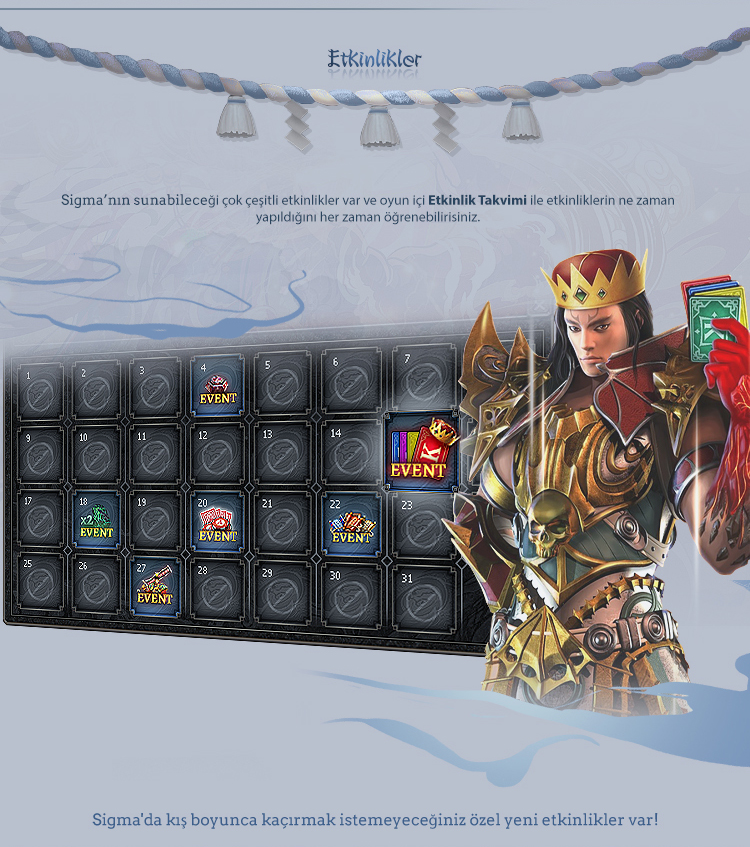 Etkinlikler
Sigma’nın sunabileceği çok çeşitli etkinlikler var ve oyun içi Etkinlik Takvimi ile etkinliklerin ne zaman
yapıldığını her zaman öğrenebilirisiniz.
1 2 3 4 5 6 7
EVENT
9 10 11 12 13 14
K
EVENT
17 18 19 20 21 22 23
x2
EVENT EVENT EVENT
25 26 27 28 29 30 31
EVENT
Sigma'da kış boyunca kaçırmak istemeyeceğiniz özel yeni etkinlikler var!